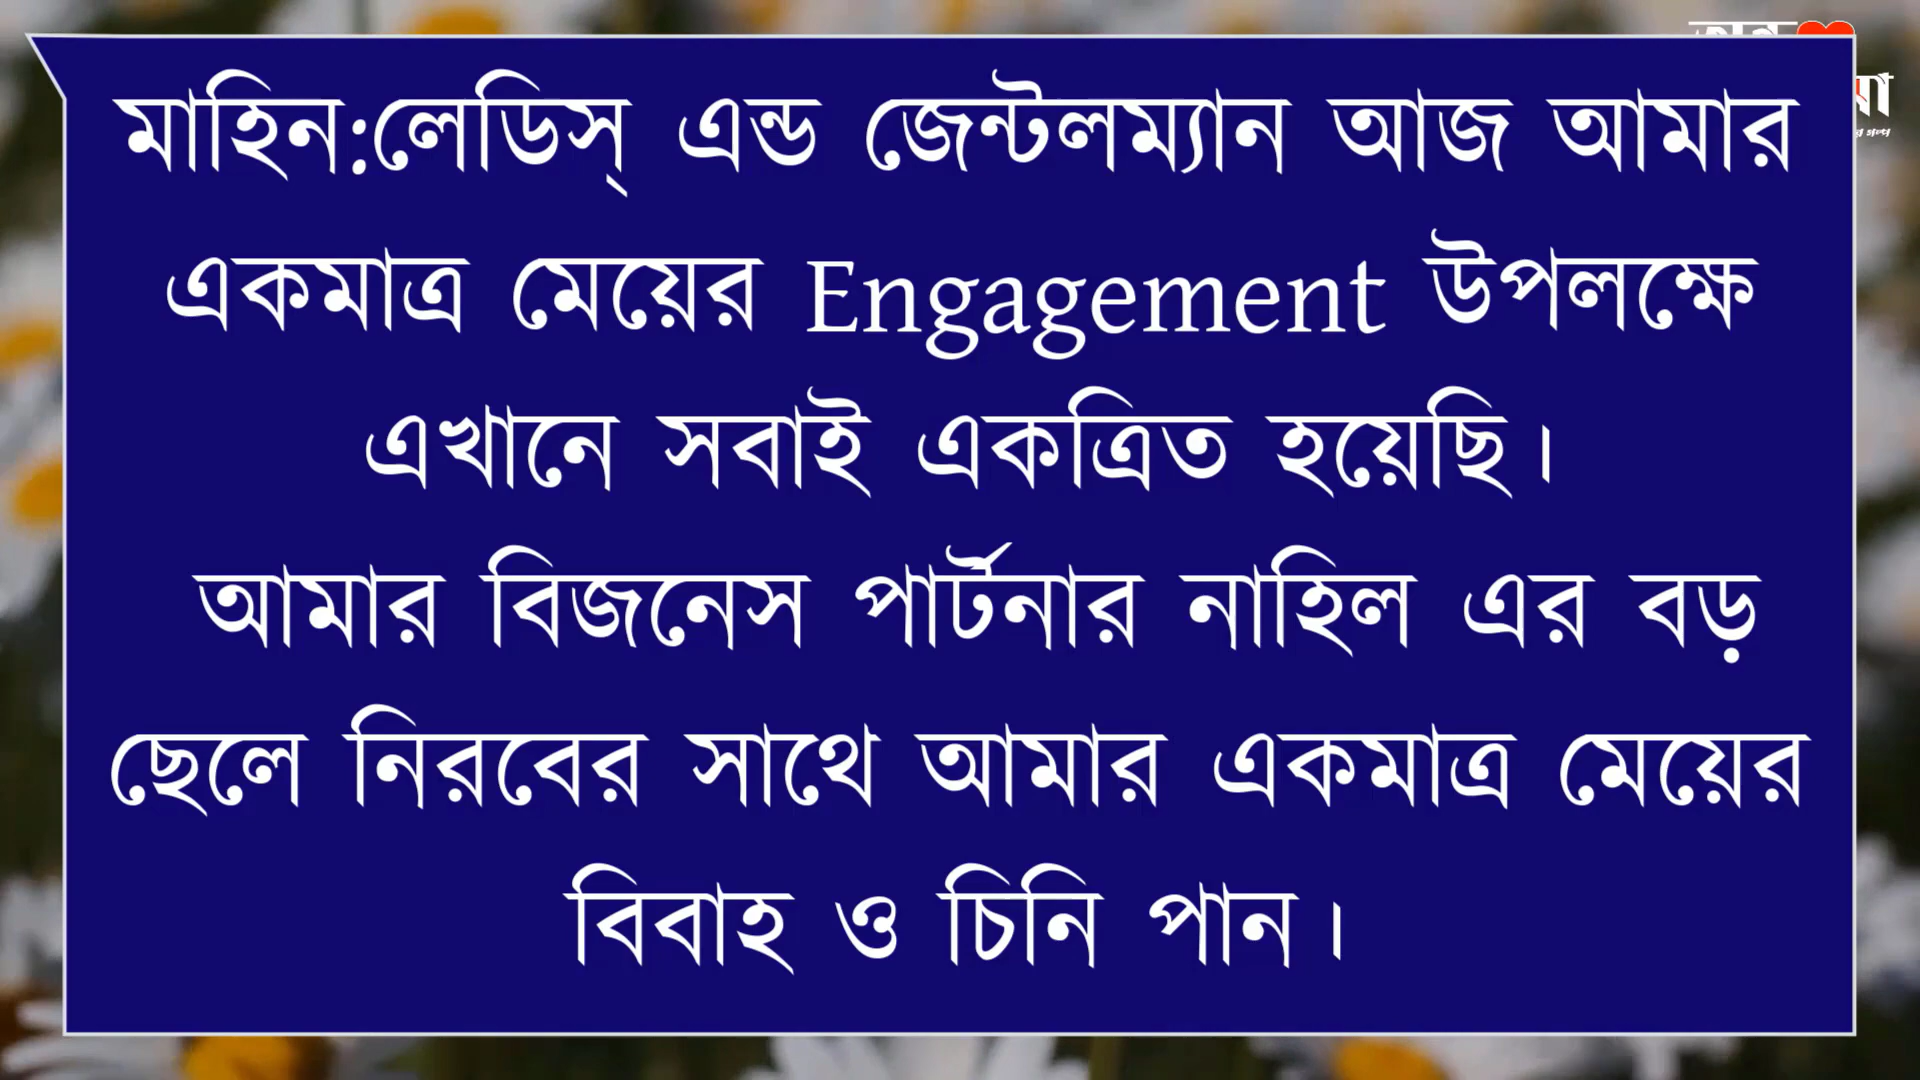 মাহিন:লেডিস্ এন্ড জেন্টলম্যান আজ আমার
একমাত্র মেয়ের Engagement উপলক্ষে
এখানে সবাই একত্রিত হয়েছি।
আমার বিজনেস পার্টনার নাহিল এর বড়
ছেলে নিরবের সাথে আমার একমাত্র মেয়ের
বিবাহ ও চিনি পান।